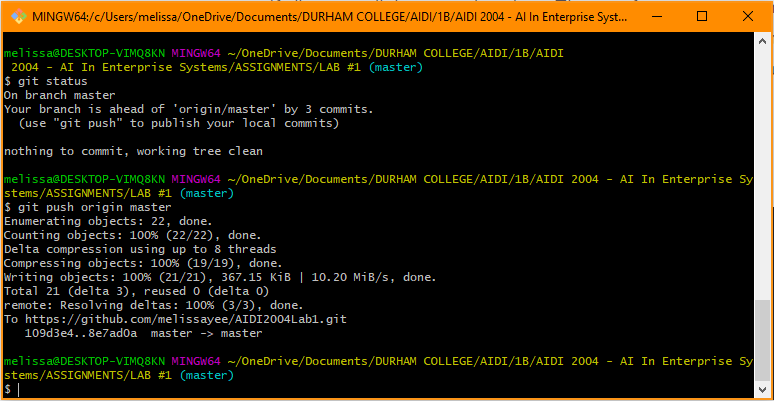 MINGW64:/c/Users/melissa/OneDrive/Documents/DURHAM COLLEGE/AIDI/1B/AIDI 2004 - AI In Enterprise Syst...
melissa@DESKTOP-VIMQ8KN MINGW64 ~/OneDrive/Documents/DURHAM COLLEGE/AIDI/1B/AIDI
 2004 - AI In Enterprise Systems/ASSIGNMENTS/LAB #1 (master)
$ git status
On branch master
Your branch is ahead of 'origin/master' by 3 commits.
  (use "git push" to publish your local commits)
nothing to commit, working tree clean
melissa@DESKTOP-VIMQ8KN MINGW64 ~/OneDrive/Documents/DURHAM COLLEGE/AIDI/1B/AIDI 2004 - AI In Enterprise Sy
stems/ASSIGNMENTS/LAB #1 (master)
$ git push origin master
Enumerating objects: 22, done.
Counting objects: 100% (22/22), done.
Delta compression using up to 8 threads
Compressing objects: 100% (19/19), done.
Writing objects: 100% (21/21), 367.15 KiB | 10.20 MiB/s, done.
Total 21 (delta 3), reused 0 (delta 0)
remote: Resolving deltas: 100% (3/3), done.
To https://github.com/melissayee/AIDI2004Lab1.git
   109d3e4..8e7ad0a  master -> master
melissa@DESKTOP-VIMQ8KN MINGW64 ~/OneDrive/Documents/DURHAM COLLEGE/AIDI/1B/AIDI 2004 - AI In Enterprise Sy
stems/ASSIGNMENTS/LAB #1 (master)
$